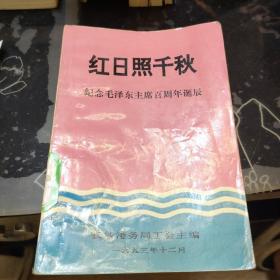 红日照千秋
纪念毛泽东主席百周年诞辰
港务局工会主编
一九九三年十二月